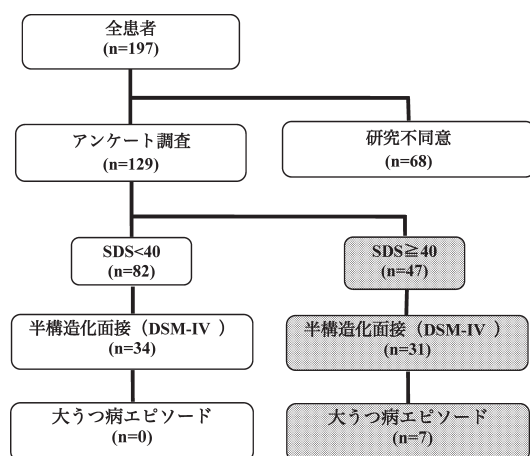 全患者
(n=197)
アンケート調査
(n=129)
研究不同意
(n=68)
SDS<40
(n=82)
SDS≧40
(n=47)
半構造化面接（DSM-IV ）
(n=34)
半構造化面接（DSM-IV ）
(n=31)
大うつ病エピソード
(n=0)
大うつ病エピソード
(n=7)